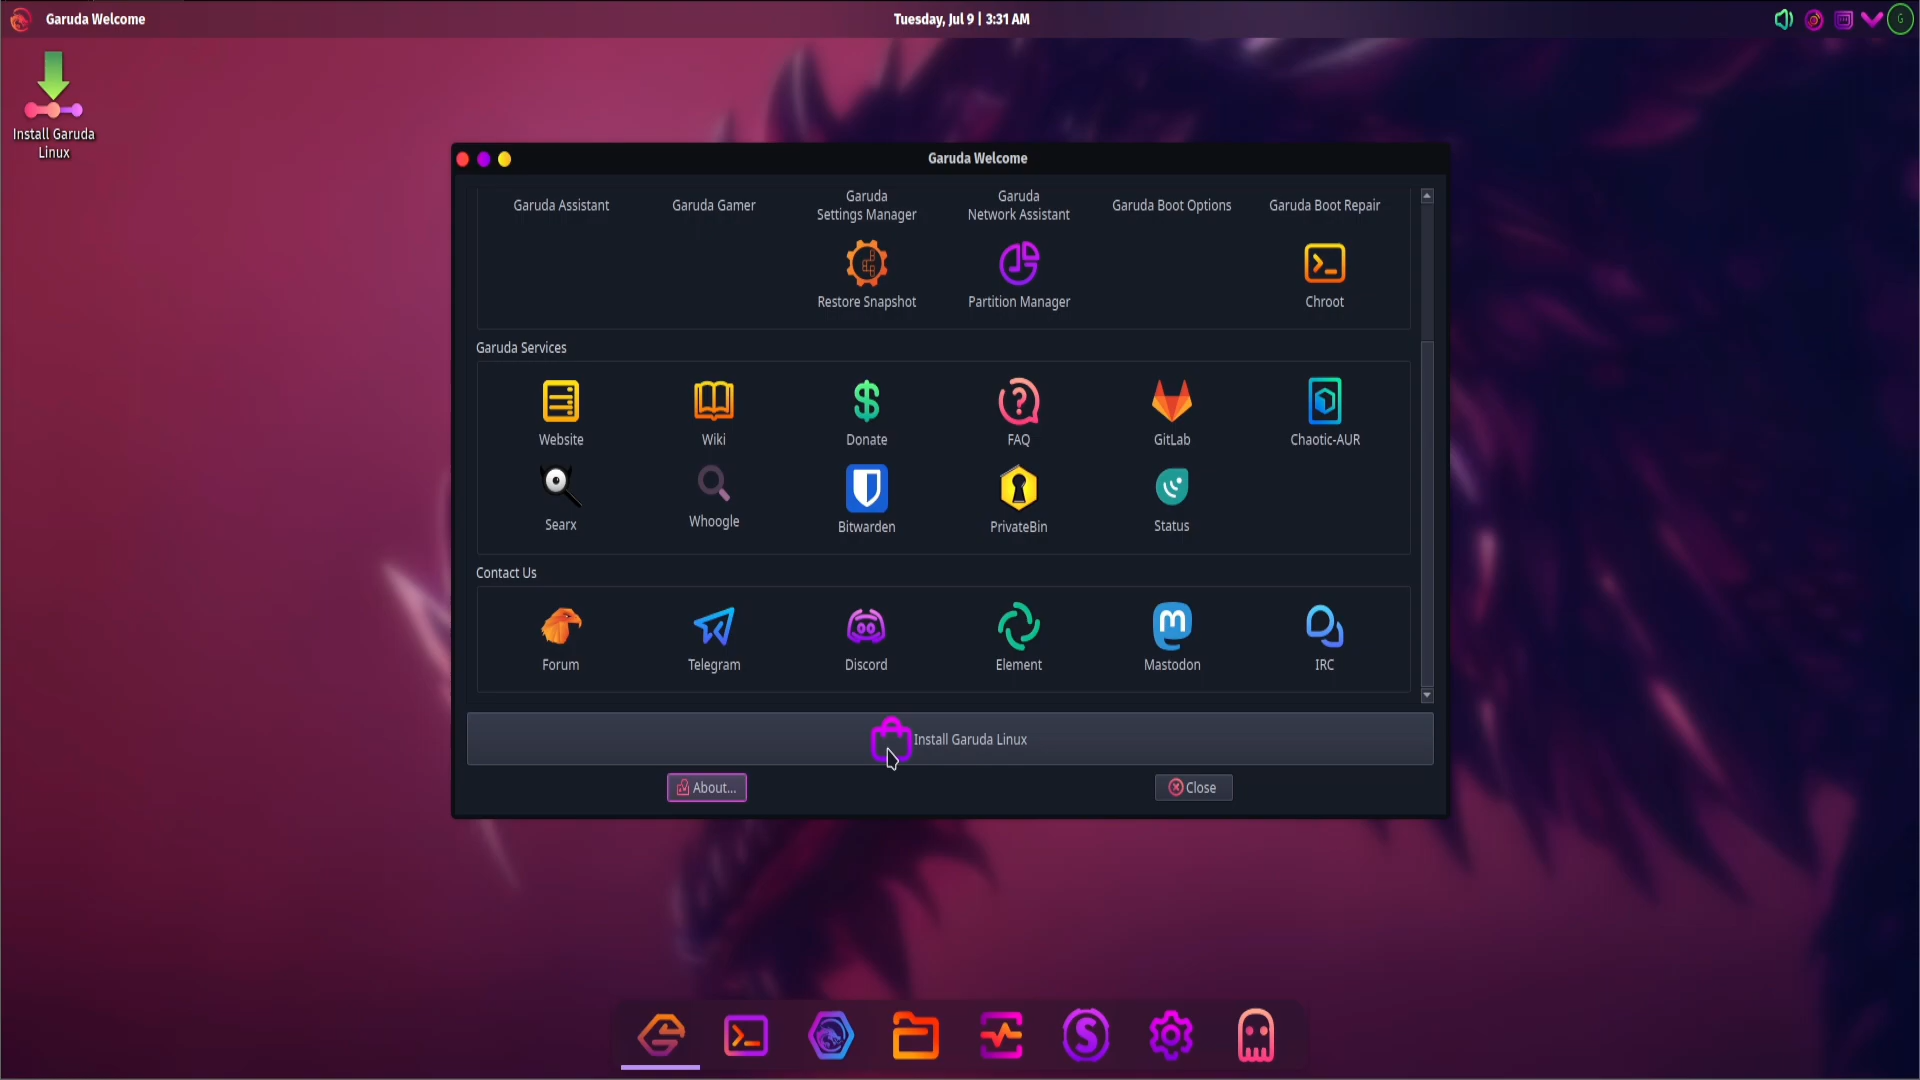 Garuda Welcome
Tuesday, Jul 9 | 3:31 AM
G
Install Garuda
Linux
Garuda Welcome
Garuda Assistant
Garuda Gamer
Garuda
Settings Manager
Garuda
Network Assistant
Garuda Boot Options
Garuda Boot Repair
Restore Snapshot
Partition Manager
Chroot
Garuda Services
Website
Wiki
Donate
FAQ
GitLab
Chaotic-AUR
Searx
Whoogle
Bitwarden
PrivateBin
Status
Contact Us
Forum
Telegram
Discord
Element
Mastodon
IRC
Install Garuda Linux
About...
Close